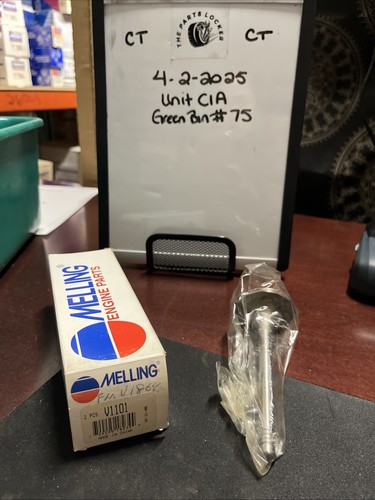 CT
THE PARTS LOCKER
CT
4-2-2025
Unit C1A
Green Bin# 75
MELLING
ENGINE PARTS
MELLING
2 PCS V1101